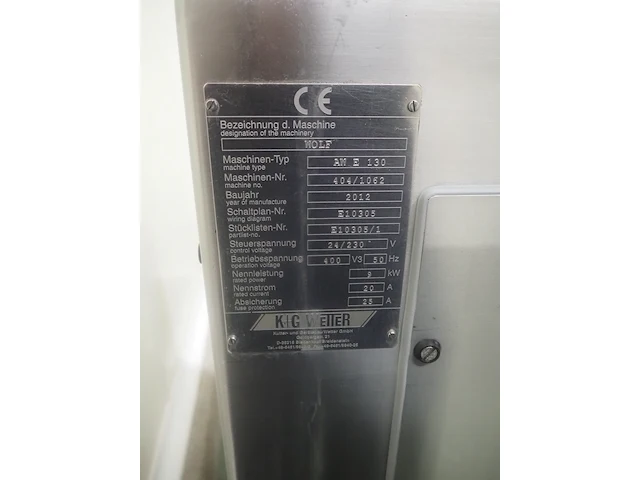 CE
Bezeichnung d. Maschine
designation of the machinery
WOLF
Maschinen-Typ AW E 130
machine type
Maschinen-Nr. 404/1062
machine no.
Baujahr 2012
year of manufacture
Schaltplan-Nr. E10305
wiring diagram
Stücklisten-Nr. E10305/1
partlist-no.
Steuerspannung 24/230 V
control voltage
Betriebsspannung 400 V3 50 Hz
operation voltage
Nennleistung 9 kW
rated power
Nennstrom 20 A
rated current
Absicherung 25 A
fuse protection
K+G WETTER